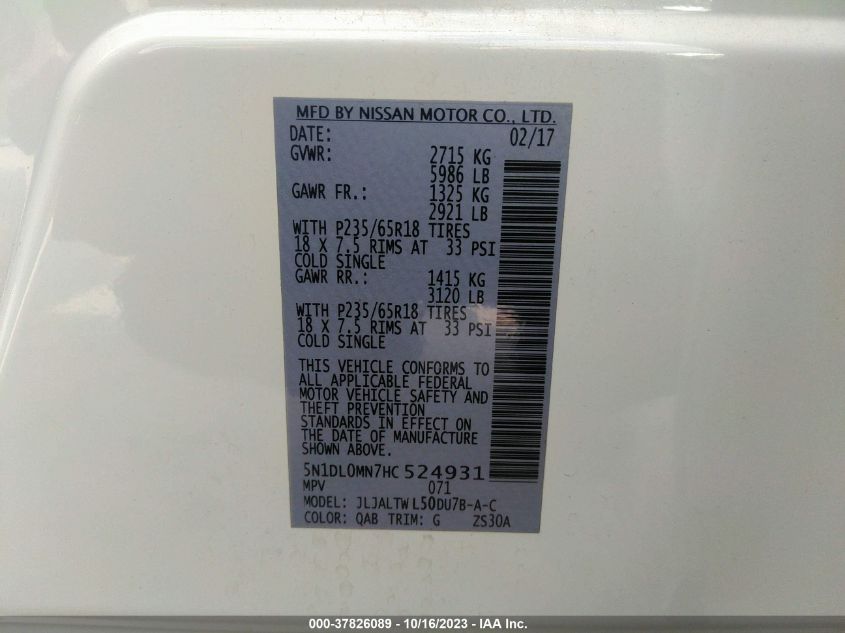 MFD BY NISSAN MOTOR CO., LTD.
DATE: 02/17
GVWR: 2715 KG
5986 LB
GAWR FR.: 1325 KG
2921 LB
WITH P235/65R18 TIRES
18 X 7.5 RIMS AT 33 PSI
COLD SINGLE
GAWR RR.: 1415 KG
3120 LB
WITH P235/65R18 TIRES
18 X 7.5 RIMS AT 33 PSI
COLD SINGLE
THIS VEHICLE CONFORMS TO
ALL APPLICABLE FEDERAL
MOTOR VEHICLE SAFETY AND
THEFT PREVENTION
STANDARDS IN EFFECT ON
THE DATE OF MANUFACTURE
SHOWN ABOVE.
5N1DL0MN7HC524931
MPV 071
MODEL: JLJALTWL50DU7B-A-C
COLOR: QAB TRIM: G ZS30A
000-37826089 - 10/16/2023 - IAA Inc.